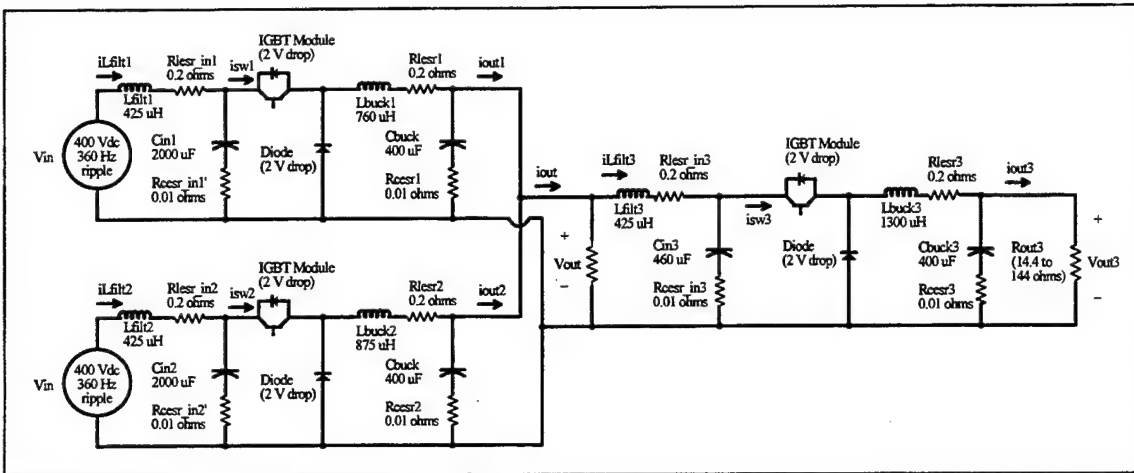 IGBT Module
(2 V drop)
iLfilt1
Rlesr_in1
0.2 ohms
isw1
Rlesr1
0.2 ohms
iout1
Lfilt1
425 uH
Lbuck1
760 uH
Vin
400 Vdc
360 Hz
ripple
Cin1
2000 uF
Diode
(2 V drop)
Cbuck
400 uF
Rcesr_in1'
0.01 ohms
Rcesr1
0.01 ohms
iout
iLfilt3
Rlesr_in3
0.2 ohms
IGBT Module
(2 V drop)
Rlesr3
0.2 ohms
iout3
Lfilt3
425 uH
isw3
Lbuck3
1300 uH
+
Vout
−
Cin3
460 uF
Rcesr_in3
0.01 ohms
Diode
(2 V drop)
Cbuck3
400 uF
Rcesr3
0.01 ohms
Rout3
(14.4 to
144 ohms)
+
Vout3
−
IGBT Module
(2 V drop)
iLfilt2
Rlesr_in2
0.2 ohms
isw2
Rlesr2
0.2 ohms
iout2
Lfilt2
425 uH
Lbuck2
875 uH
Vin
400 Vdc
360 Hz
ripple
Cin2
2000 uF
Diode
(2 V drop)
Cbuck
400 uF
Rcesr_in2'
0.01 ohms
Rcesr2
0.01 ohms